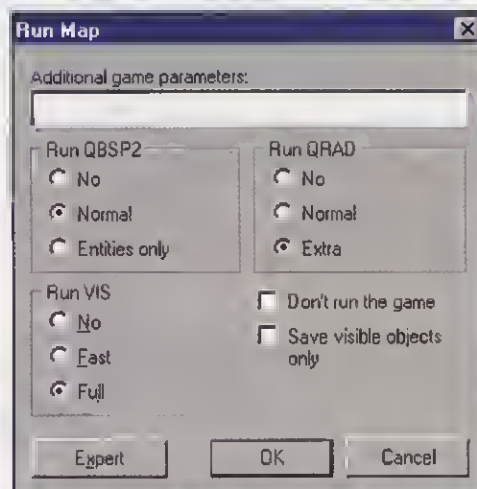 Run Map
Additional game parameters:
Run QBSP2
No
Normal
Entities only
Run QRAD
No
Normal
Extra
Run VIS
No
Fast
Full
Don't run the game
Save visible objects
only
Expert
OK
Cancel